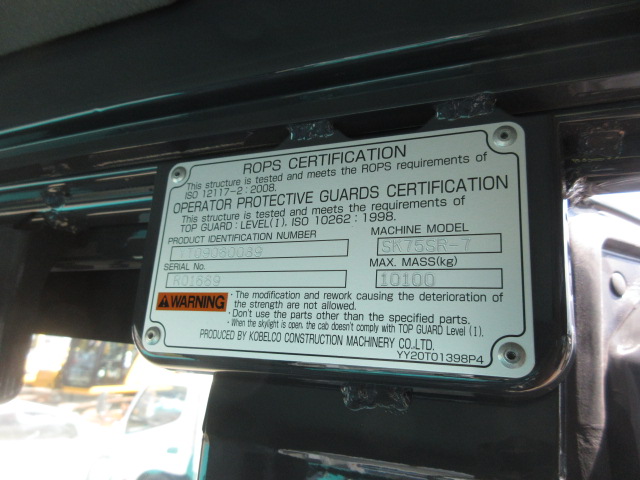 ROPS CERTIFICATION
This structure is tested and meets the ROPS requirements of
ISO 12117-2 : 2008.
OPERATOR PROTECTIVE GUARDS CERTIFICATION
This structure is tested and meets the requirements of
TOP GUARD : LEVEL(I), ISO 10262 : 1998.
PRODUCT IDENTIFICATION NUMBER
MACHINE MODEL
SK75SR-7
SERIAL No.
R01689
MAX. MASS(kg)
10100
WARNING
· The modification and rework causing the deterioration of
the strength are not allowed.
· Don't use the parts other than the specified parts.
· When the skylight is open, the cab doesn't comply with TOP GUARD Level (I).
PRODUCED BY KOBELCO CONSTRUCTION MACHINERY CO.,LTD.
YY20T01398P4